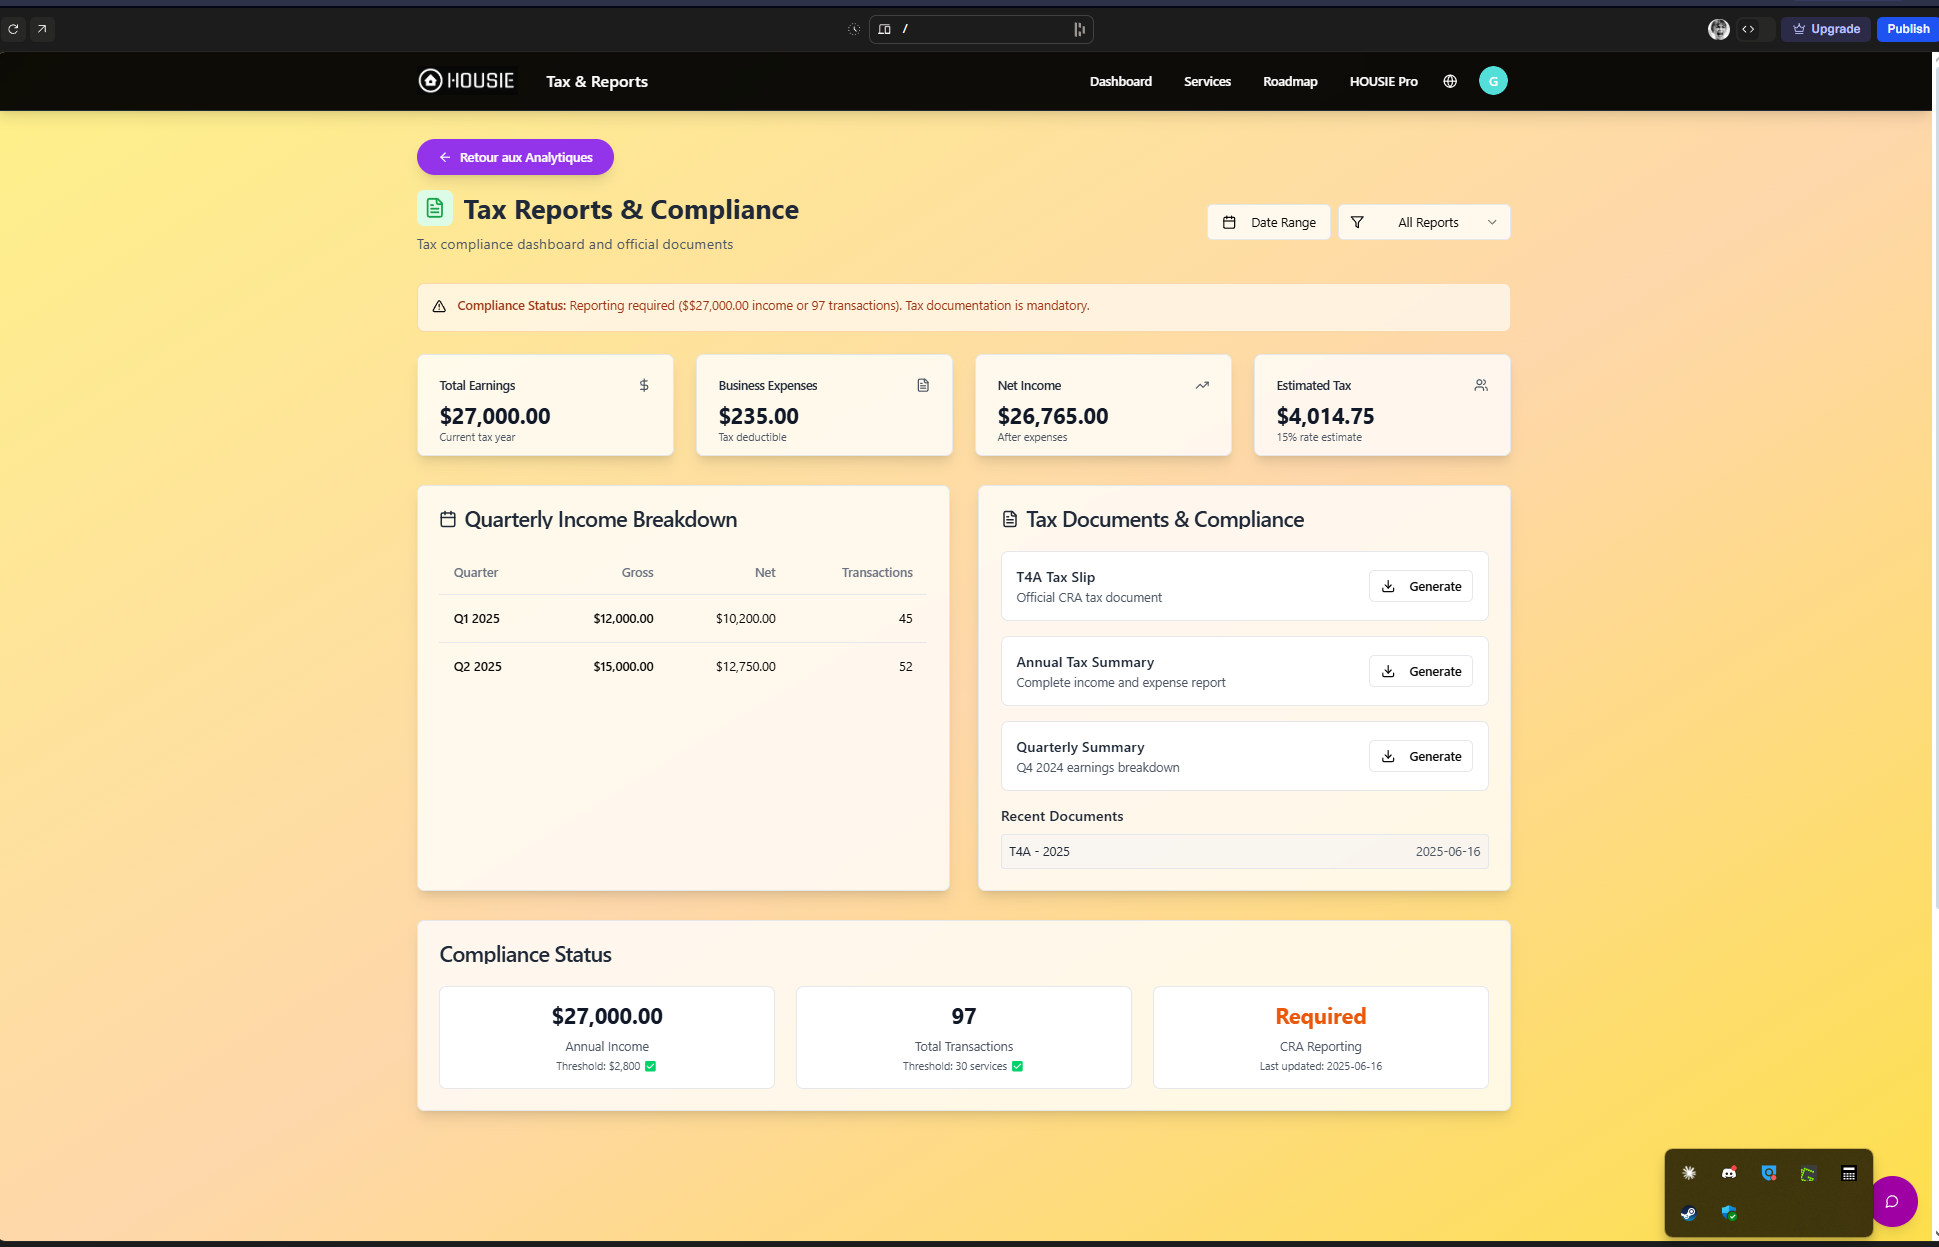 /
Upgrade
Publish
HOUSIE
Tax & Reports
Dashboard
Services
Roadmap
HOUSIE Pro
G
Retour aux Analytiques
Tax Reports & Compliance
Tax compliance dashboard and official documents
Date Range
All Reports
Compliance Status: Reporting required ($$27,000.00 income or 97 transactions). Tax documentation is mandatory.
Total Earnings
$27,000.00
Current tax year
Business Expenses
$235.00
Tax deductible
Net Income
$26,765.00
After expenses
Estimated Tax
$4,014.75
15% rate estimate
Quarterly Income Breakdown
Quarter Gross Net Transactions
Q1 2025 $12,000.00 $10,200.00 45
Q2 2025 $15,000.00 $12,750.00 52
Tax Documents & Compliance
T4A Tax Slip
Official CRA tax document
Generate
Annual Tax Summary
Complete income and expense report
Generate
Quarterly Summary
Q4 2024 earnings breakdown
Generate
Recent Documents
T4A - 2025 2025-06-16
Compliance Status
$27,000.00
Annual Income
Threshold: $2,800 ✅
97
Total Transactions
Threshold: 30 services ✅
Required
CRA Reporting
Last updated: 2025-06-16